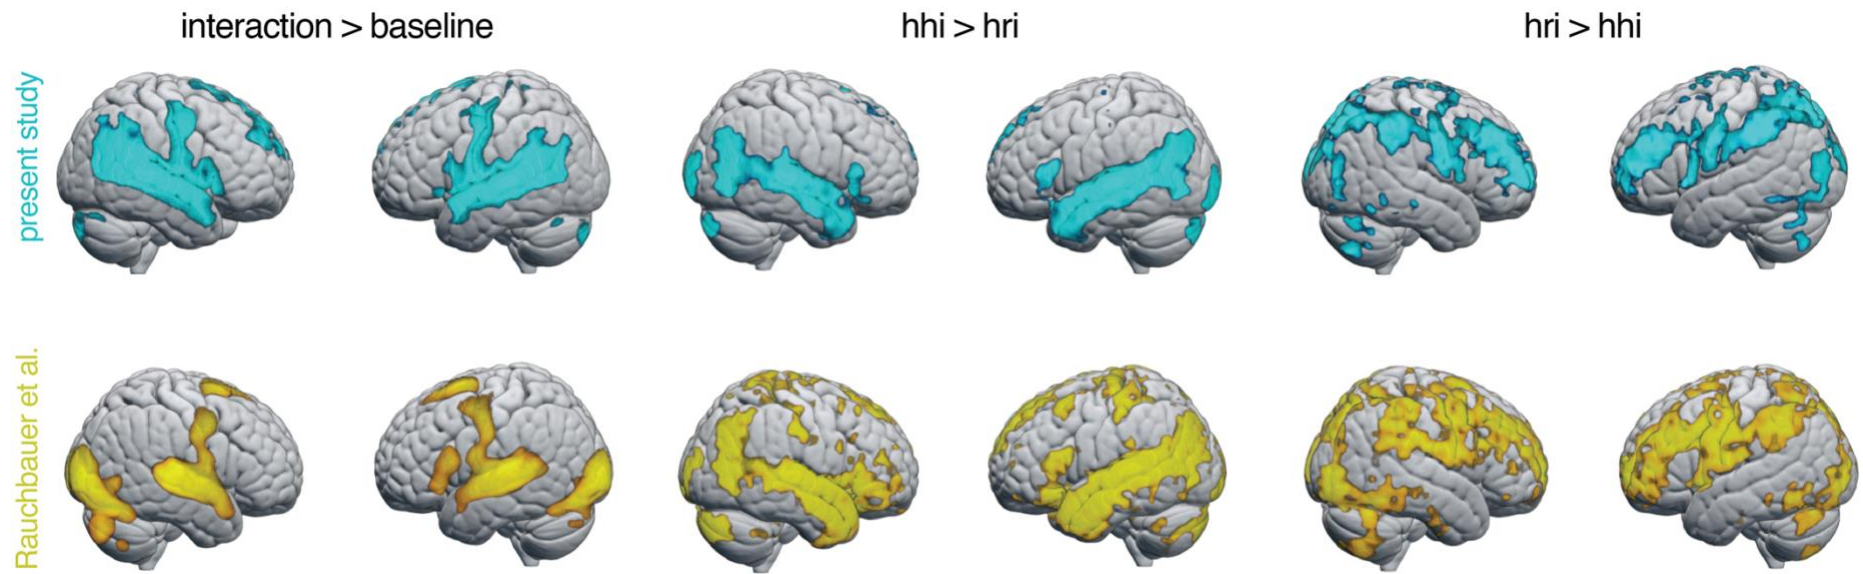 interaction > baseline
hhi > hri
hri > hhi
present study
Rauchbauer et al.